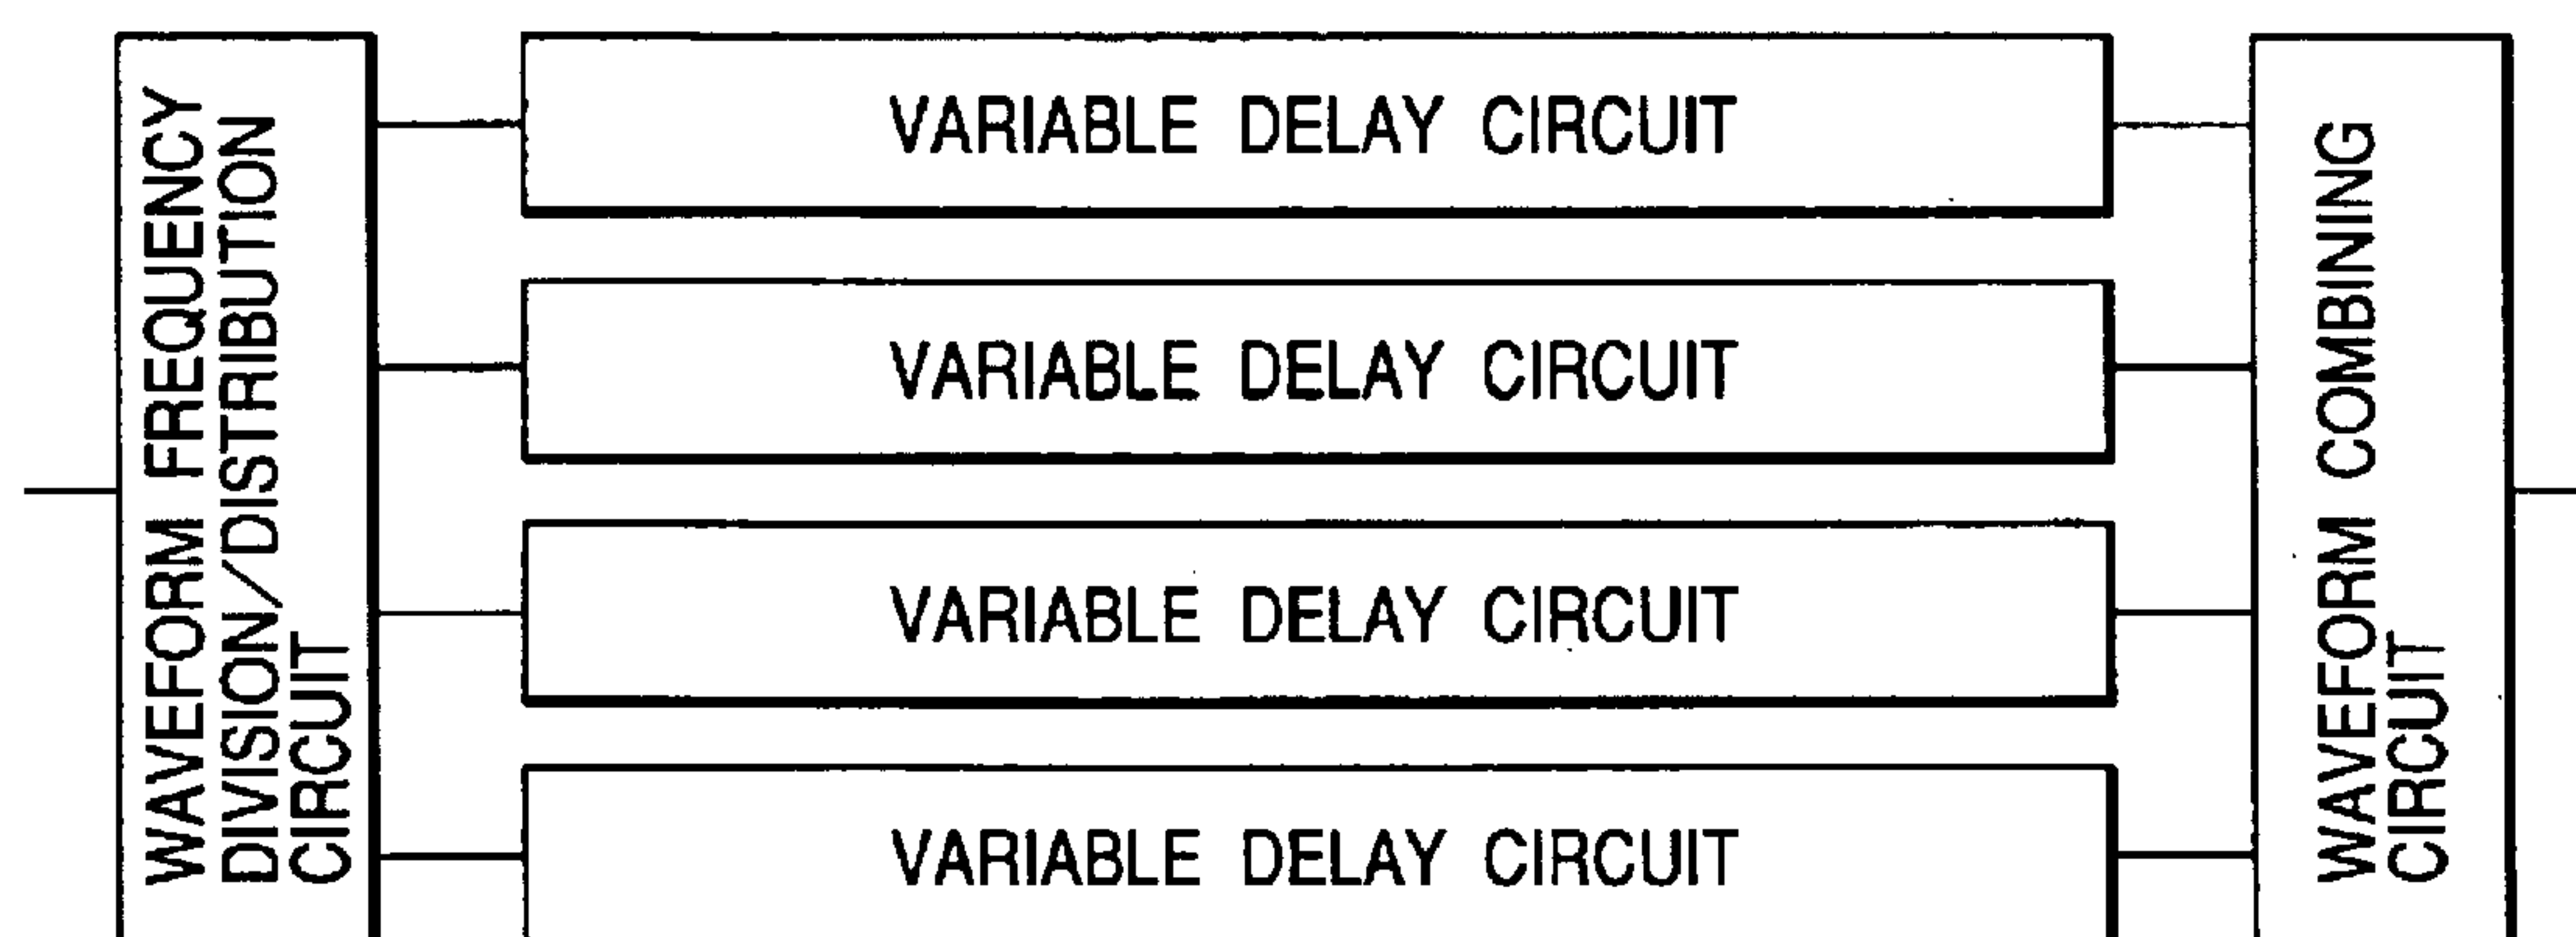 WAVEFORM FREQUENCY
DIVISION/DISTRIBUTION
CIRCUIT
VARIABLE DELAY CIRCUIT
VARIABLE DELAY CIRCUIT
VARIABLE DELAY CIRCUIT
VARIABLE DELAY CIRCUIT
WAVEFORM COMBINING
CIRCUIT